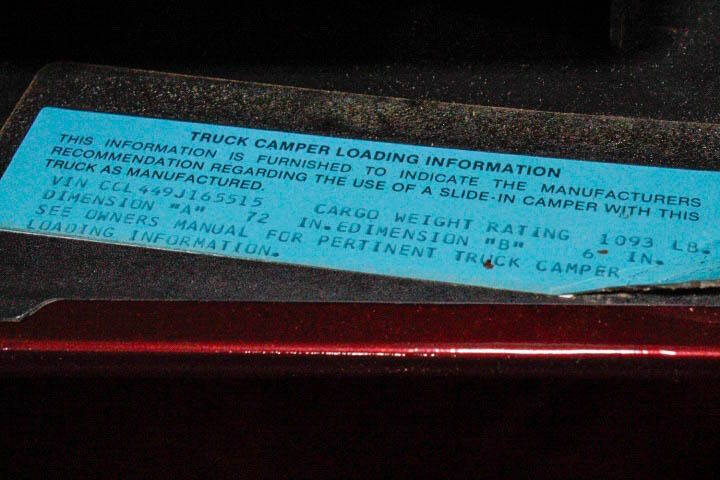 TRUCK CAMPER LOADING INFORMATION
THIS INFORMATION IS FURNISHED TO INDICATE THE MANUFACTURERS
RECOMMENDATION REGARDING THE USE OF A SLIDE-IN CAMPER WITH THIS
TRUCK AS MANUFACTURED.
VIN CCL449J165515 CARGO WEIGHT RATING 1093 LB.
DIMENSION "A" 72 IN.EDIMENSION "B" 6 IN.
SEE OWNERS MANUAL FOR PERTINENT TRUCK CAMPER
LOADING INFORMATION.